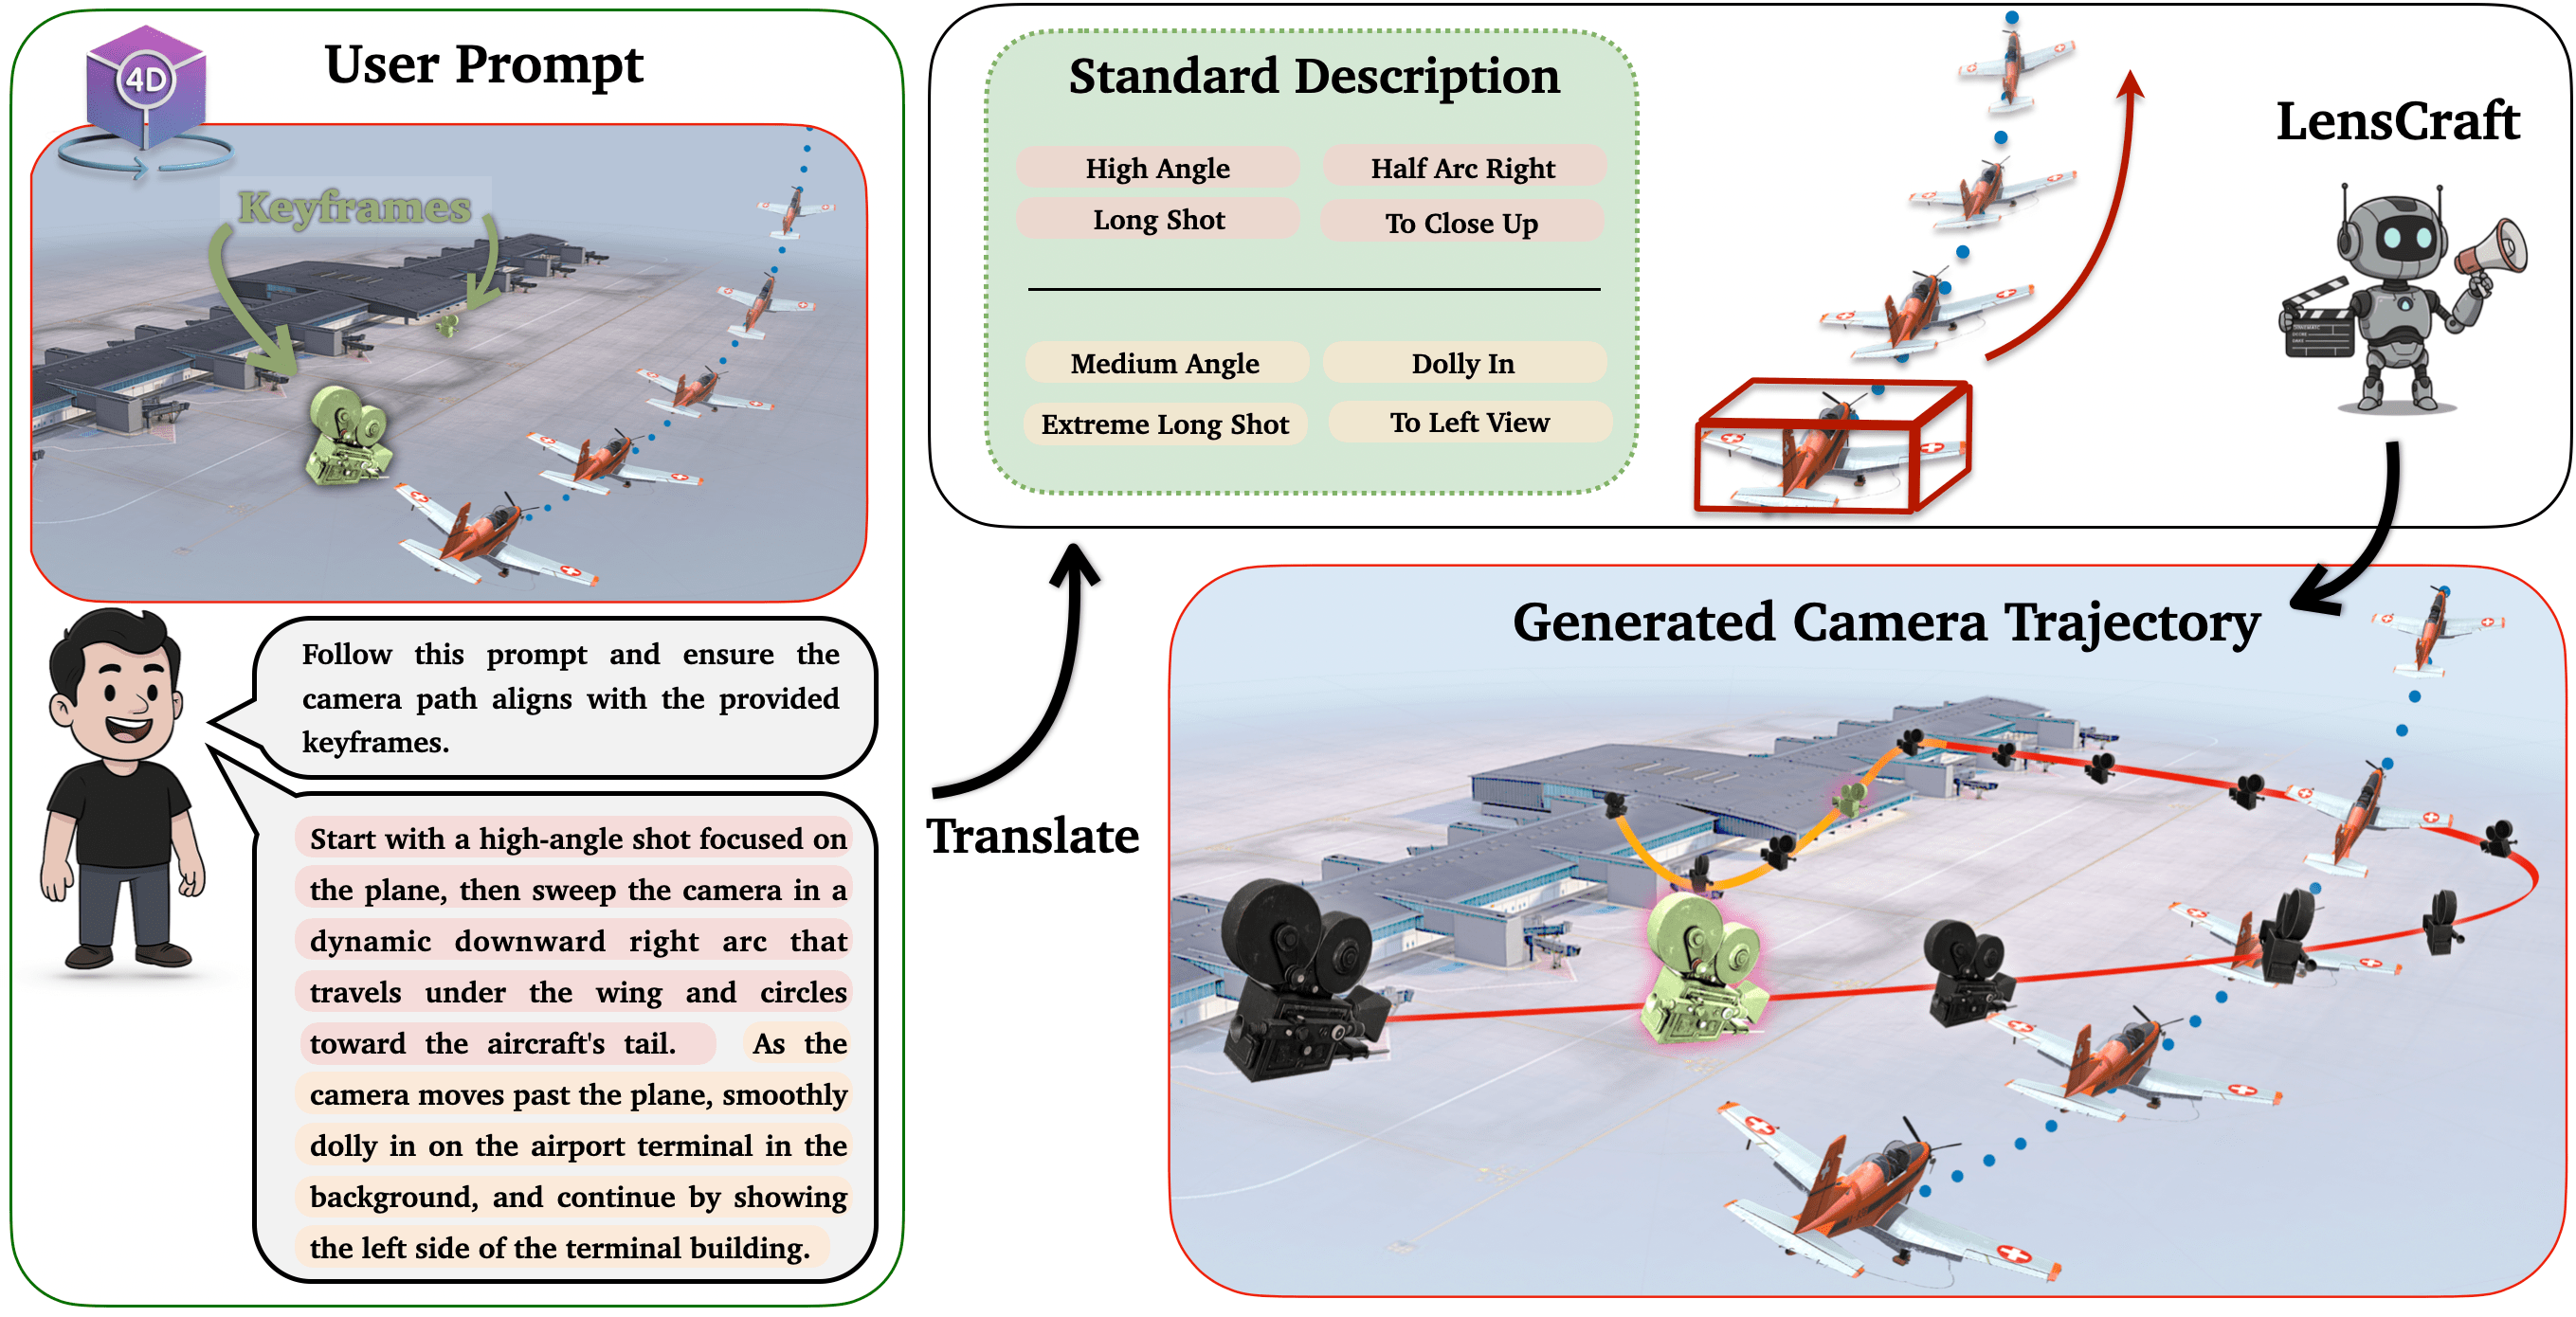 4D
User Prompt
Keyframes
Follow this prompt and ensure the
camera path aligns with the provided
keyframes.
Start with a high-angle shot focused on
the plane, then sweep the camera in a
dynamic downward right arc that
travels under the wing and circles
toward the aircraft's tail. As the
camera moves past the plane, smoothly
dolly in on the airport terminal in the
background, and continue by showing
the left side of the terminal building.
Translate
Standard Description
High Angle
Half Arc Right
Long Shot
To Close Up
Medium Angle
Dolly In
Extreme Long Shot
To Left View
LensCraft
Generated Camera Trajectory